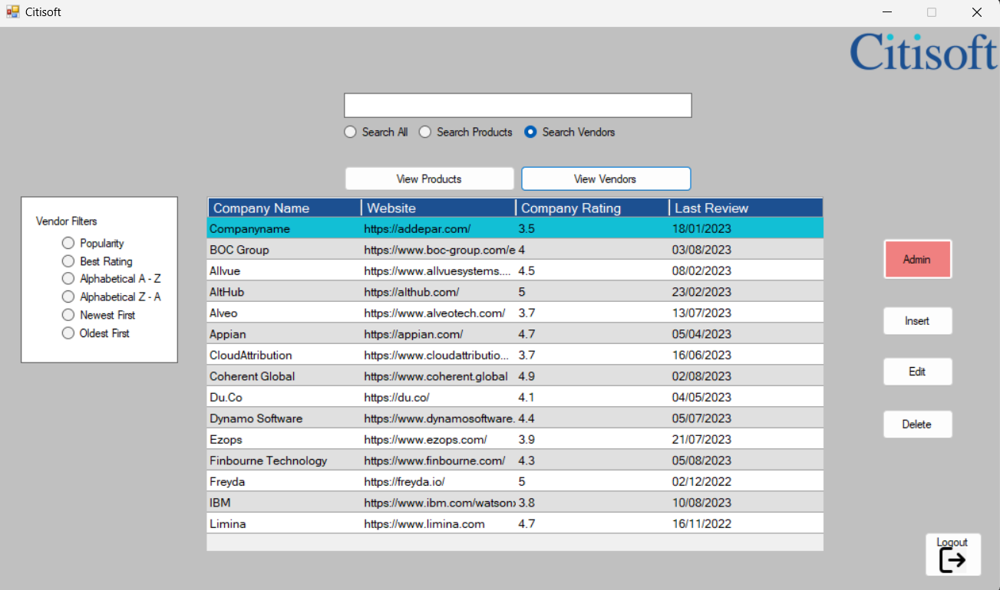 Citisoft
Citisoft
Search All Search Products Search Vendors
View Products View Vendors
Vendor Filters
Popularity
Best Rating
Alphabetical A - Z
Alphabetical Z - A
Newest First
Oldest First
Company Name Website Company Rating Last Review
Companyname https://addepar.com/ 3.5 18/01/2023
BOC Group https://www.boc-group.com/e 4 03/08/2023
Allvue https://www.allvuesystems.... 4.5 08/02/2023
AltHub https://althub.com/ 5 23/02/2023
Alveo https://www.alveotech.com/ 3.7 13/07/2023
Appian https://appian.com/ 4.7 05/04/2023
CloudAttribution https://www.cloudattributio... 3.7 16/06/2023
Coherent Global https://www.coherent.global 4.9 02/08/2023
Du.Co https://du.co/ 4.1 04/05/2023
Dynamo Software https://www.dynamosoftware. 4.4 05/07/2023
Ezops https://www.ezops.com/ 3.9 21/07/2023
Finbourne Technology https://www.finbourne.com/ 4.3 05/08/2023
Freyda https://freyda.io/ 5 02/12/2022
IBM https://www.ibm.com/watsonx 3.8 10/08/2023
Limina https://www.limina.com 4.7 16/11/2022
Admin
Insert
Edit
Delete
Logout